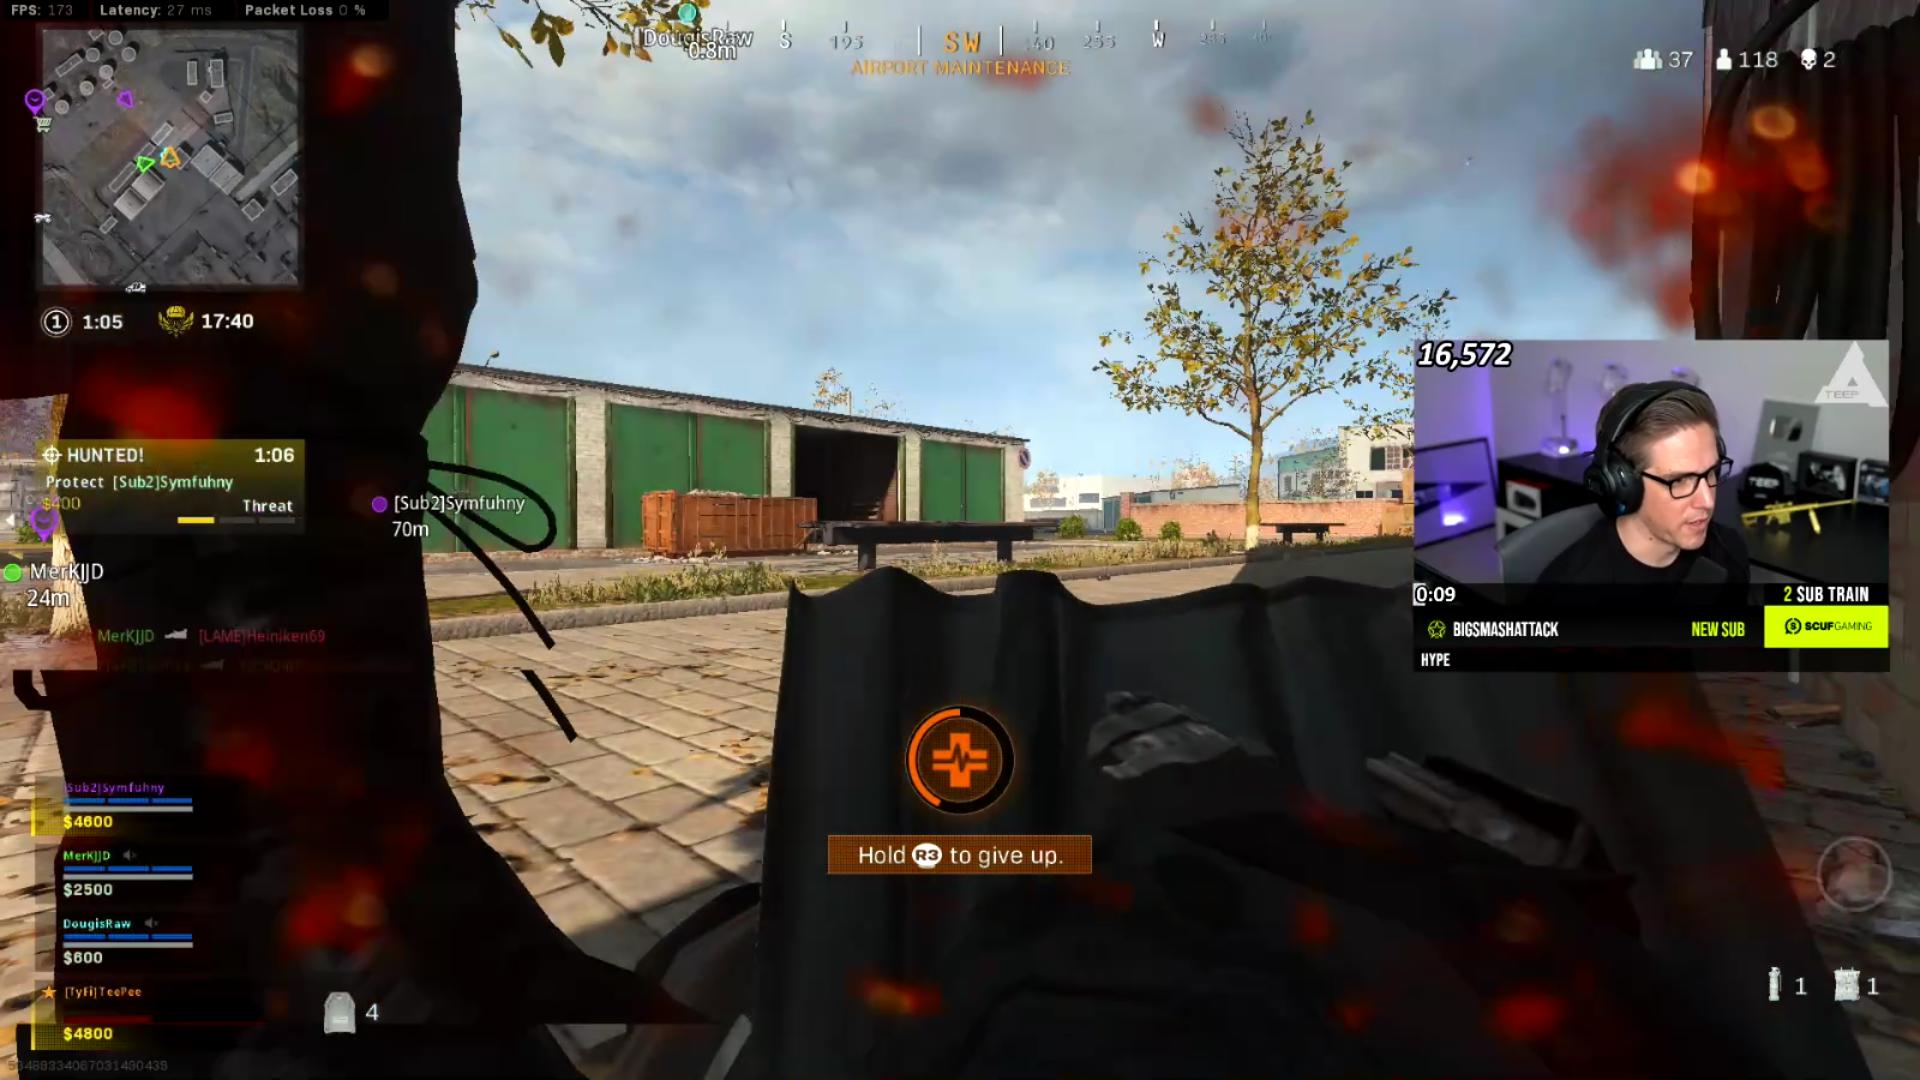 FPS: 173 Latency: 27 ms Packet Loss 0 %
DougisRaw
0.8m
S 195 SW 255 W
AIRPORT MAINTENANCE
37 118 2
1 1:05 17:40
16,572
TEEP
HUNTED! 1:06
Protect [Sub2]Symfuhny
$400
Threat
[Sub2]Symfuhny
70m
MerKJJD
24m
MerKJJD [LAME]Heiniken69
0:09 2 SUB TRAIN
BIGSMASHATTACK NEW SUB SCUFGAMING
HYPE
Hold R3 to give up.
[Sub2]Symfuhny
$4600
MerKJJD
$2500
DougisRaw
$600
[TyFi]TeePee
$4800
4
1 1